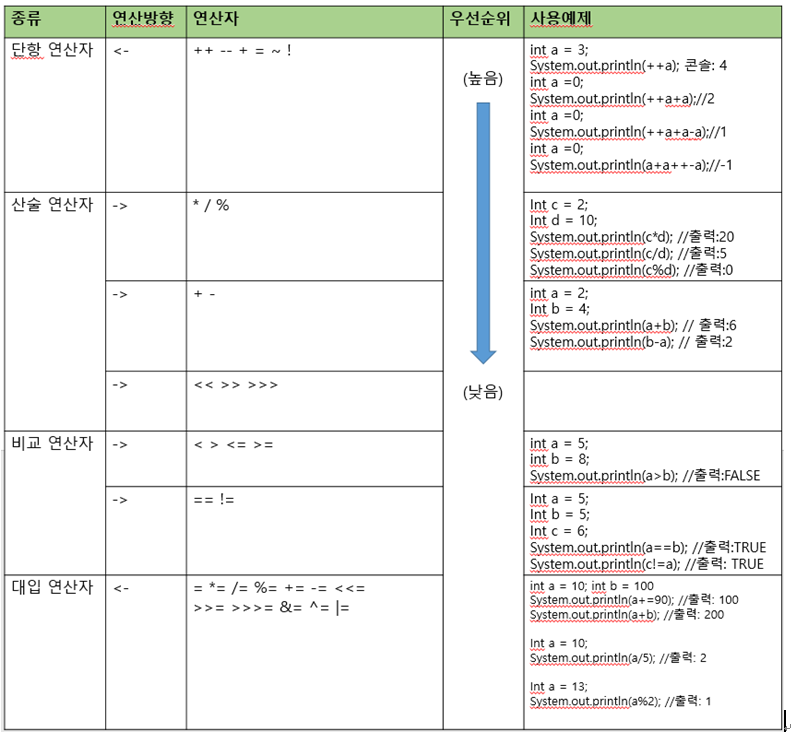 종류 연산방향 연산자 우선순위 사용예제
단항 연산자 <- ++ -- + = ~ !
(높음)
int a = 3;
System.out.println(++a); 콘솔: 4
int a =0;
System.out.println(++a+a);//2
int a =0;
System.out.println(++a+a-a);//1
int a =0;
System.out.println(a+a++-a);//-1
산술 연산자 -> * / %
Int c = 2;
Int d = 10;
System.out.println(c*d); //출력:20
System.out.println(c/d); //출력:5
System.out.println(c%d); //출력:0
-> + -
int a = 2;
Int b = 4;
System.out.println(a+b); // 출력:6
System.out.println(b-a); // 출력:2
-> << >> >>>
(낮음)
비교 연산자 -> < > <= >=
int a = 5;
int b = 8;
System.out.println(a>b); //출력:FALSE
-> == !=
Int a = 5;
Int b = 5;
Int c = 6;
System.out.println(a==b); //출력:TRUE
System.out.println(c!=a); //출력: TRUE
대입 연산자 <- = *= /= %= += -= <<=
>>= >>>= &= ^= |=
int a = 10; int b = 100
System.out.println(a+=90); //출력: 100
System.out.println(a+b); //출력: 200
Int a = 10;
System.out.println(a/5); //출력: 2
Int a = 13;
System.out.println(a%2); //출력: 1